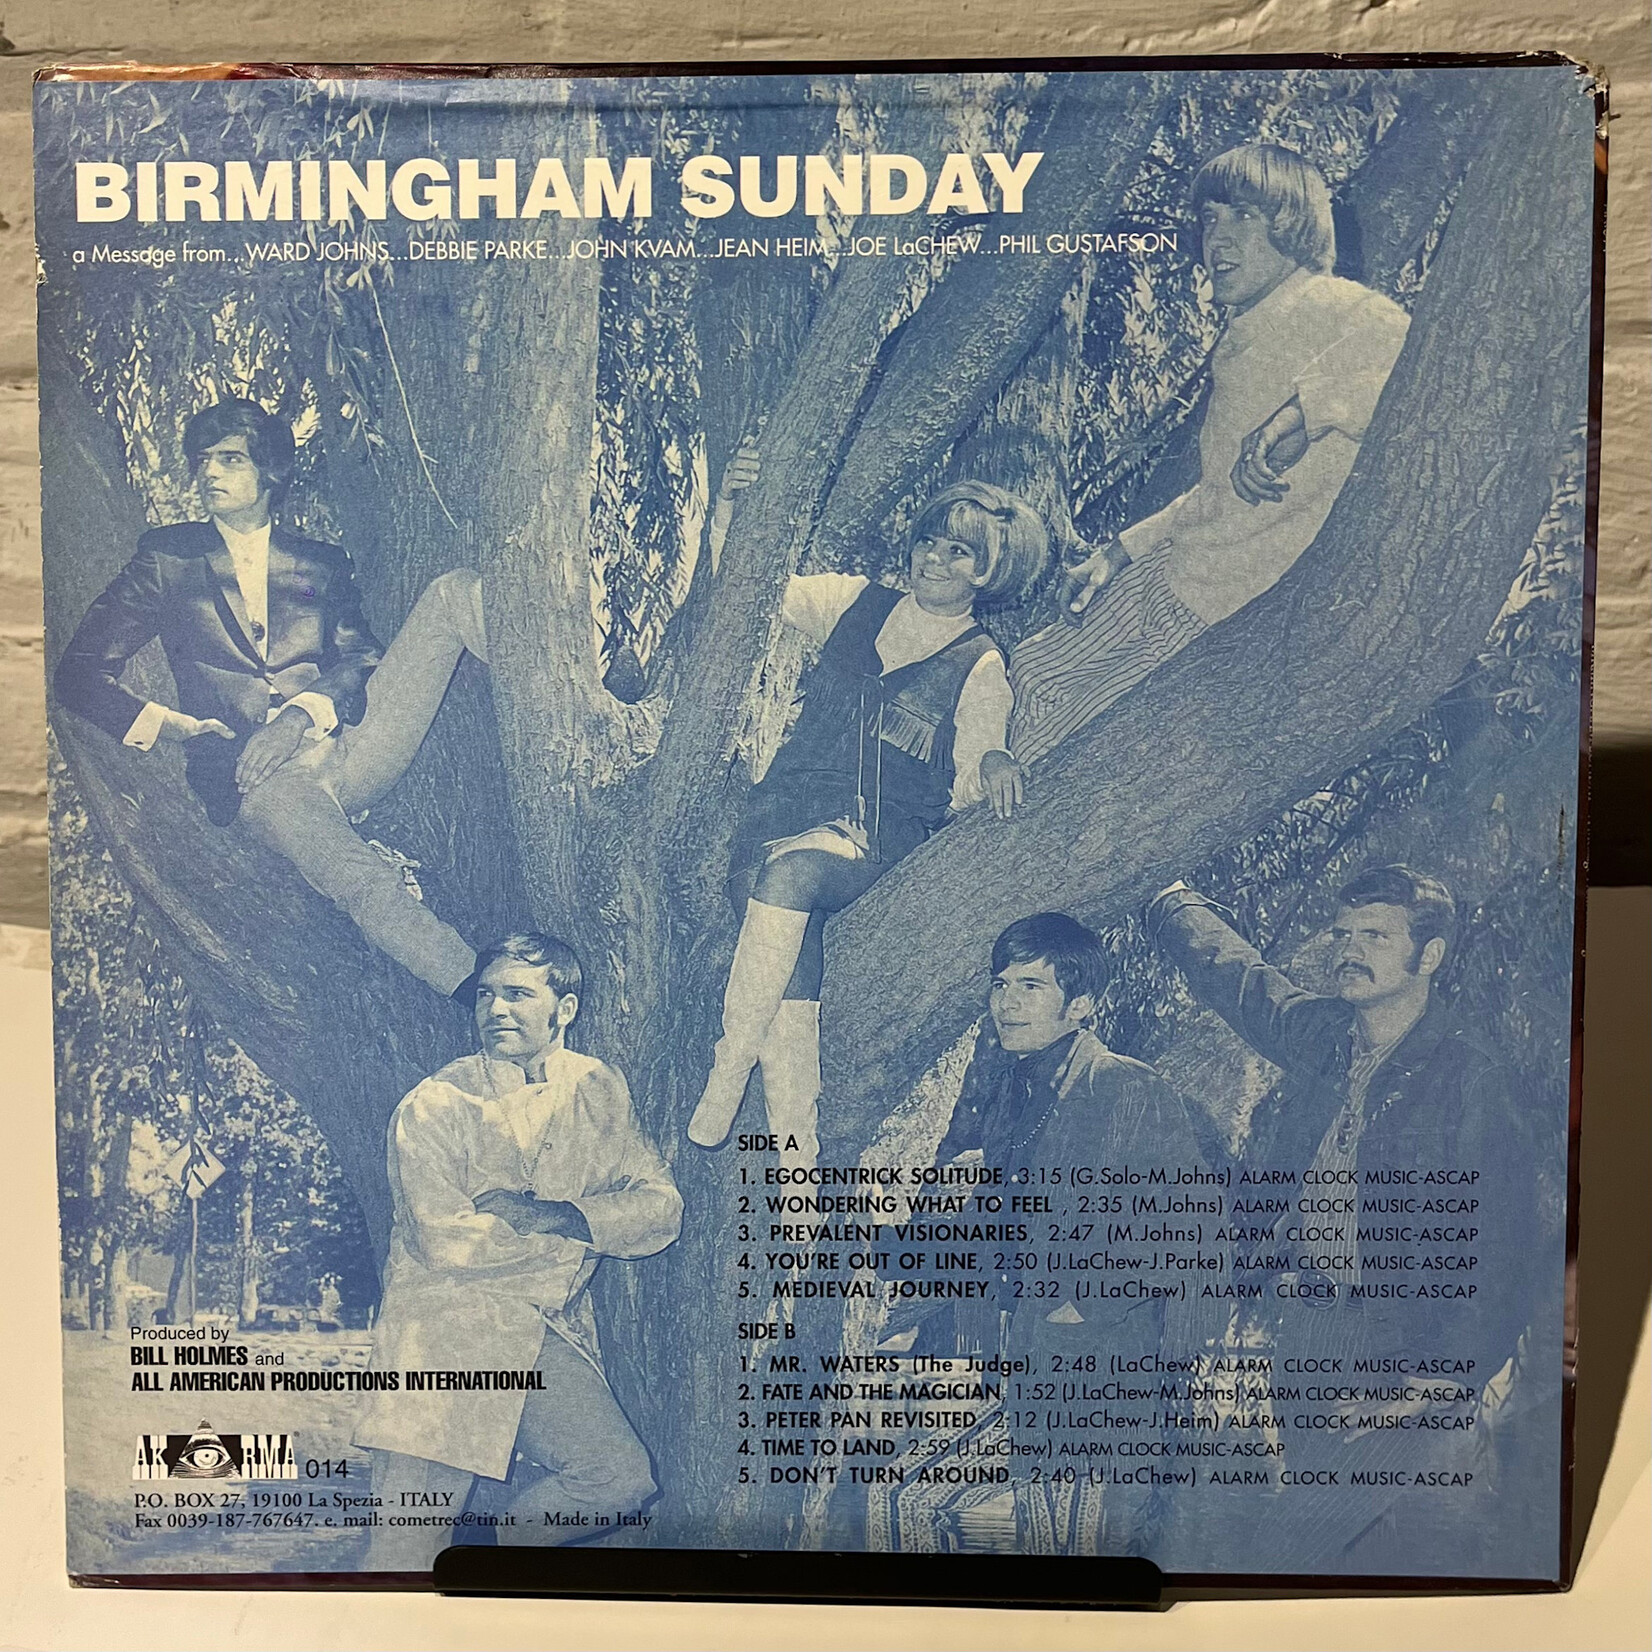 BIRMINGHAM SUNDAY
a Message from...WARD JOHNS...DEBBIE PARKE...JOHN KVAM...JEAN HEIM...JOE LaCHEW...PHIL GUSTAFSON
SIDE A
1. EGOCENTRICK SOLITUDE, 3:15 (G.Solo-M.Johns) ALARM CLOCK MUSIC-ASCAP
2. WONDERING WHAT TO FEEL , 2:35 (M.Johns) ALARM CLOCK MUSIC-ASCAP
3. PREVALENT VISIONARIES, 2:47 (M.Johns) ALARM CLOCK MUSIC-ASCAP
4. YOU'RE OUT OF LINE, 2:50 (J.LaChew-J.Parke) ALARM CLOCK MUSIC-ASCAP
5. MEDIEVAL JOURNEY, 2:32 (J.LaChew) ALARM CLOCK MUSIC-ASCAP
SIDE B
1. MR. WATERS (The Judge), 2:48 (LaChew) ALARM CLOCK MUSIC-ASCAP
2. FATE AND THE MAGICIAN, 1:52 (J.LaChew-M.Johns) ALARM CLOCK MUSIC-ASCAP
3. PETER PAN REVISITED, 2:12 (J.LaChew-J.Heim) ALARM CLOCK MUSIC-ASCAP
4. TIME TO LAND, 2:59 (J.LaChew) ALARM CLOCK MUSIC-ASCAP
5. DON'T TURN AROUND, 2:40 (J.LaChew) ALARM CLOCK MUSIC-ASCAP
Produced by
BILL HOLMES and
ALL AMERICAN PRODUCTIONS INTERNATIONAL
AKARMA 014
P.O. BOX 27, 19100 La Spezia - ITALY
Fax 0039-187-767647. e. mail: cometrec@tin.it - Made in Italy